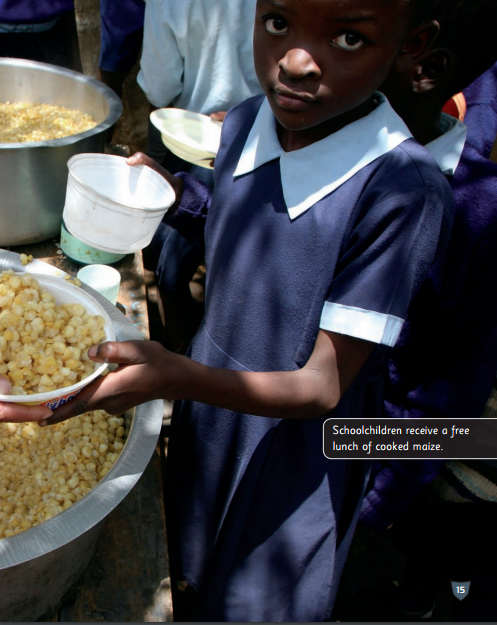 Schoolchildren receive a free
lunch of cooked maize.
15